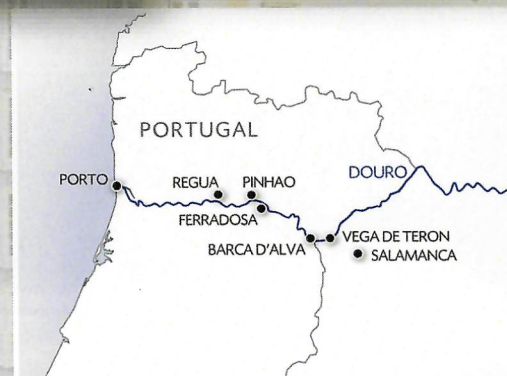 PORTUGAL
PORTO
REGUA
PINHAO
DOURO
FERRADOSA
BARCA D'ALVA
VEGA DE TERON
SALAMANCA